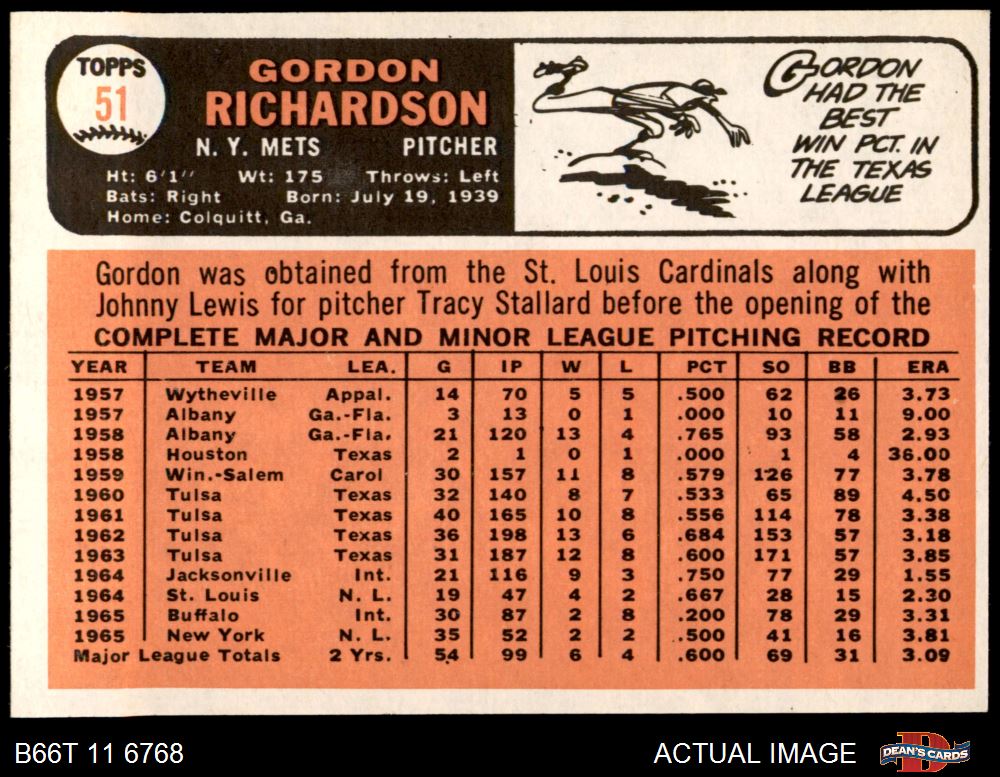 TOPPS
51
GORDON
RICHARDSON
N. Y. METS PITCHER
Ht: 6'1" Wt: 175 Throws: Left
Bats: Right Born: July 19, 1939
Home: Colquitt, Ga.
GORDON
HAD THE
BEST
WIN PCT. IN
THE TEXAS
LEAGUE
Gordon was obtained from the St. Louis Cardinals along with
Johnny Lewis for pitcher Tracy Stallard before the opening of the
COMPLETE MAJOR AND MINOR LEAGUE PITCHING RECORD
YEAR TEAM LEA. G IP W L PCT SO BB ERA
1957 Wytheville Appal. 14 70 5 5 .500 62 26 3.73
1957 Albany Ga.-Fla. 3 13 0 1 .000 10 11 9.00
1958 Albany Ga.-Fla. 21 120 13 4 .765 93 58 2.93
1958 Houston Texas 2 1 0 1 .000 1 4 36.00
1959 Win.-Salem Carol 30 157 11 8 .579 126 77 3.78
1960 Tulsa Texas 32 140 8 7 .533 65 89 4.50
1961 Tulsa Texas 40 165 10 8 .556 114 78 3.38
1962 Tulsa Texas 36 198 13 6 .684 153 57 3.18
1963 Tulsa Texas 31 187 12 8 .600 171 57 3.85
1964 Jacksonville Int. 21 116 9 3 .750 77 29 1.55
1964 St. Louis N. L. 19 47 4 2 .667 28 15 2.30
1965 Buffalo Int. 30 87 2 8 .200 78 29 3.31
1965 New York N. L. 35 52 2 2 .500 41 16 3.81
Major League Totals 2 Yrs. 54 99 6 4 .600 69 31 3.09
B66T 11 6768 ACTUAL IMAGE DEAN'S CARDS